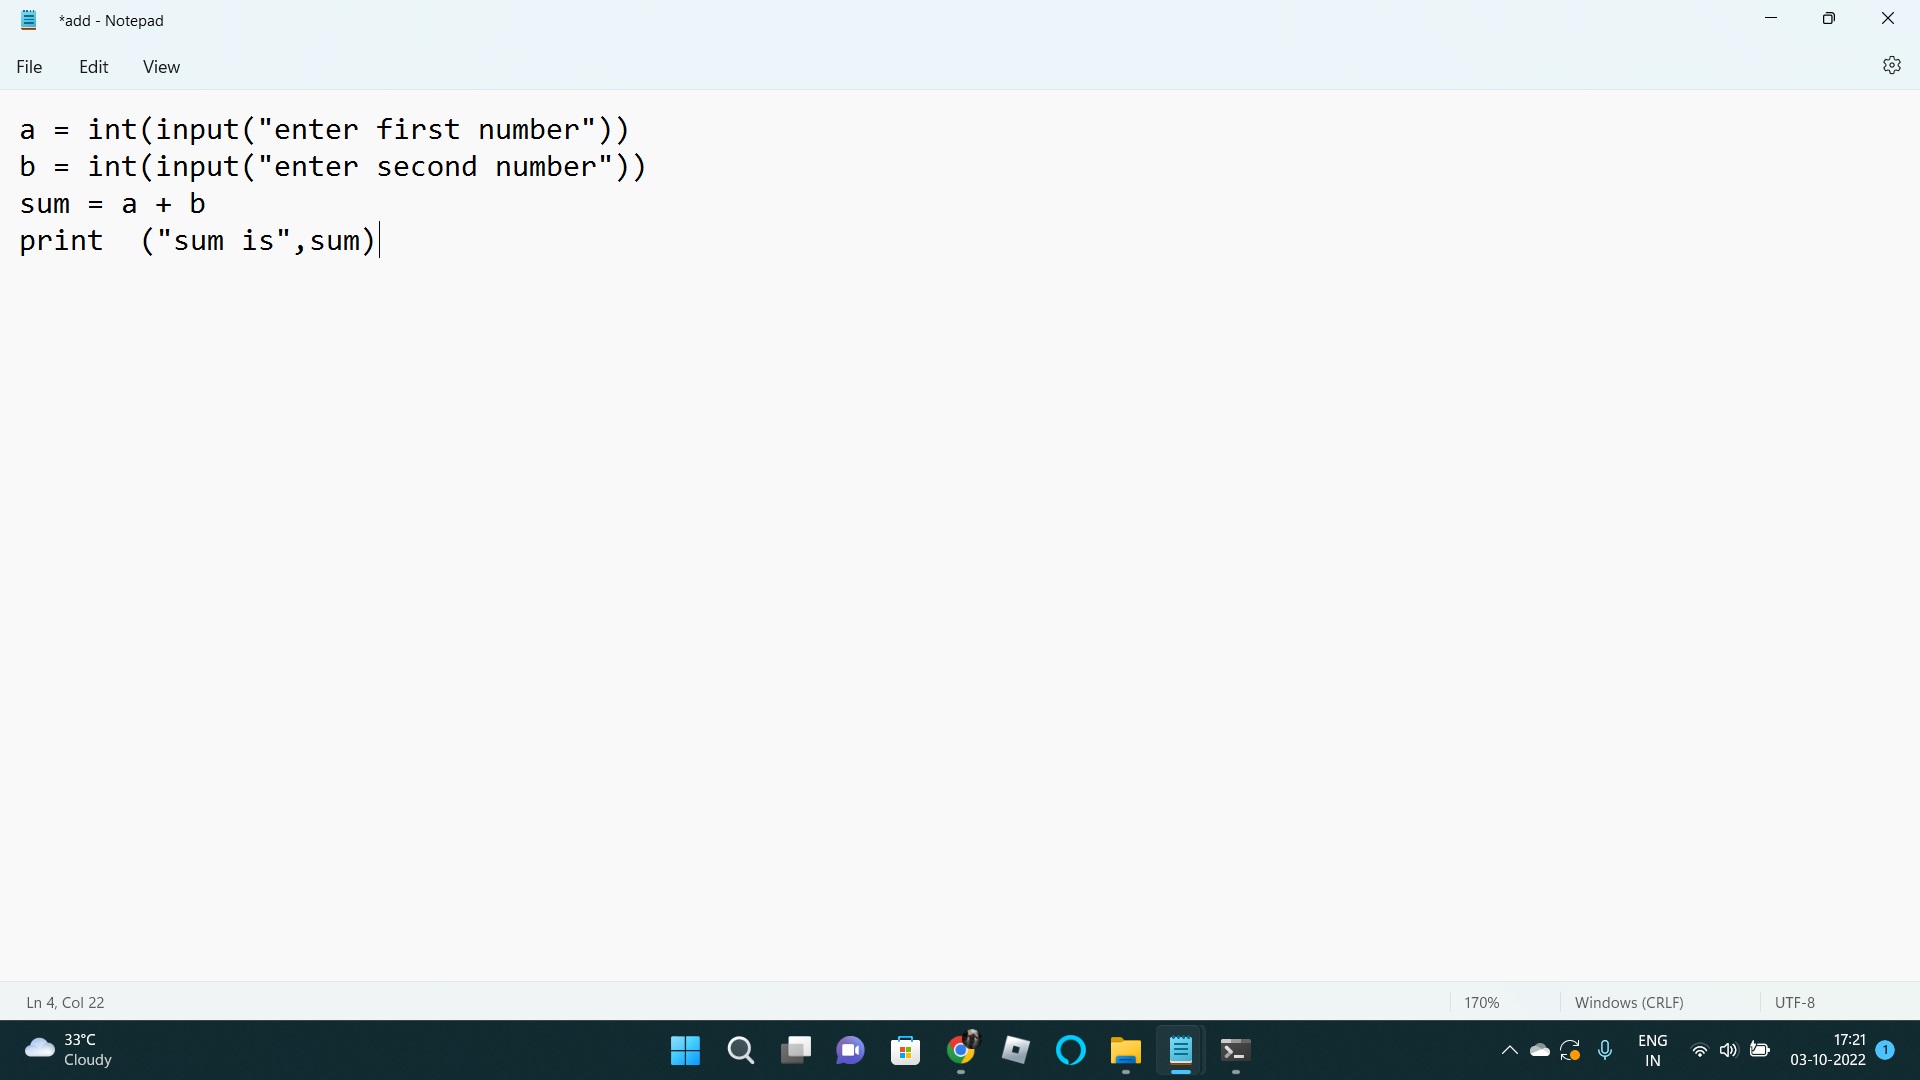 *add - Notepad
File Edit View
a = int(input("enter first number"))
b = int(input("enter second number"))
sum = a + b
print  ("sum is",sum)
Ln 4, Col 22 170% Windows (CRLF) UTF-8
33°C
Cloudy
ENG
IN
17:21
03-10-2022
1